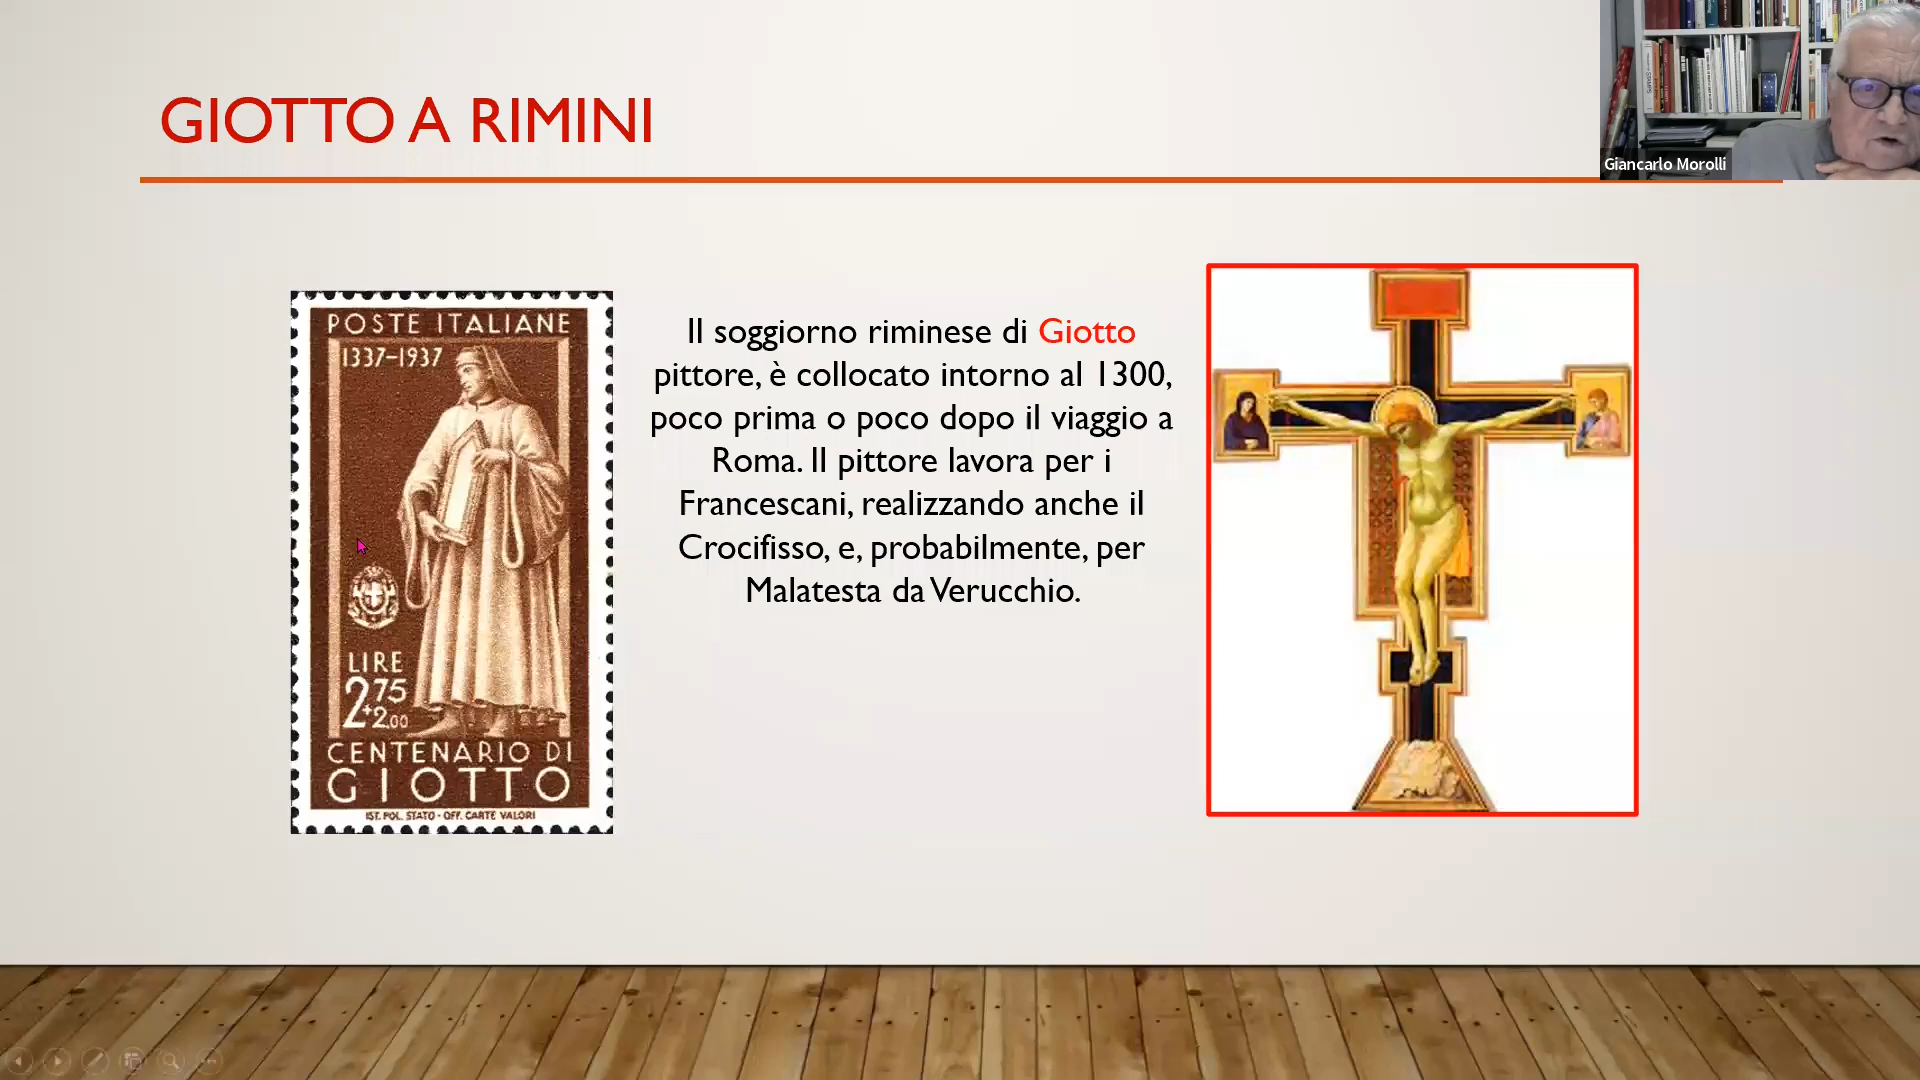 GIOTTO A RIMINI
Giancarlo Morolli
POSTE ITALIANE
1337-1937
LIRE
2,75
+2,00
CENTENARIO DI
GIOTTO
IST. POL. STATO - OFF. CARTE VALORI
Il soggiorno riminese di Giotto
pittore, è collocato intorno al 1300,
poco prima o poco dopo il viaggio a
Roma. Il pittore lavora per i
Francescani, realizzando anche il
Crocifisso, e, probabilmente, per
Malatesta da Verucchio.